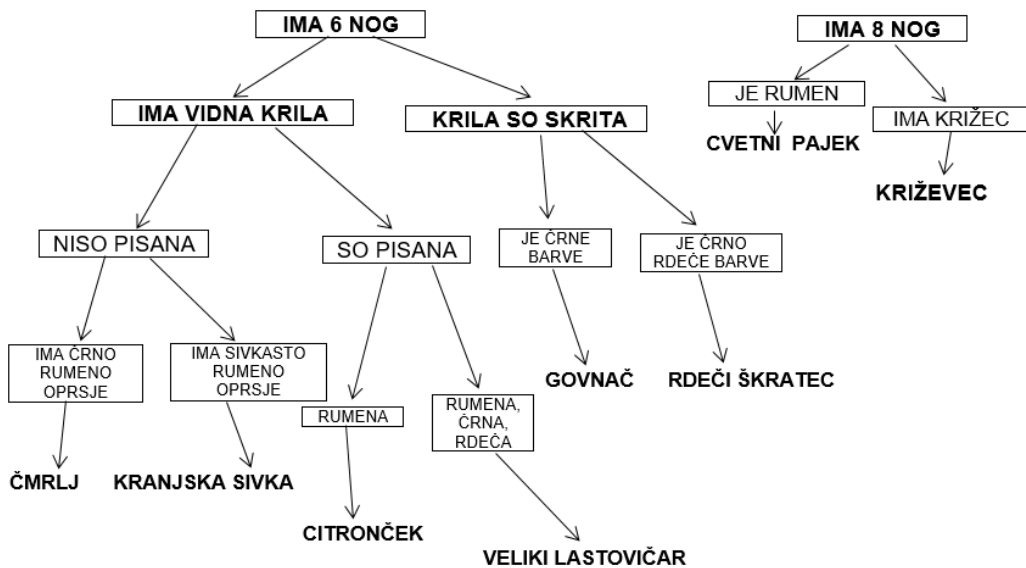 IMA 6 NOG
IMA 8 NOG
IMA VIDNA KRILA
KRILA SO SKRITA
JE RUMEN
CVETNI PAJEK
IMA KRIŽEC
KRIŽEVEC
NISO PISANA
SO PISANA
JE ČRNE
BARVE
JE ČRNO
RDEČE BARVE
IMA ČRNO
RUMENO
OPRSJE
IMA SIVKASTO
RUMENO
OPRSJE
RUMENA
RUMENA,
ČRNA,
RDEČA
GOVNAČ
RDEČI ŠKRATEC
ČMRLJ
KRANJSKA SIVKA
CITRONČEK
VELIKI LASTOVIČAR